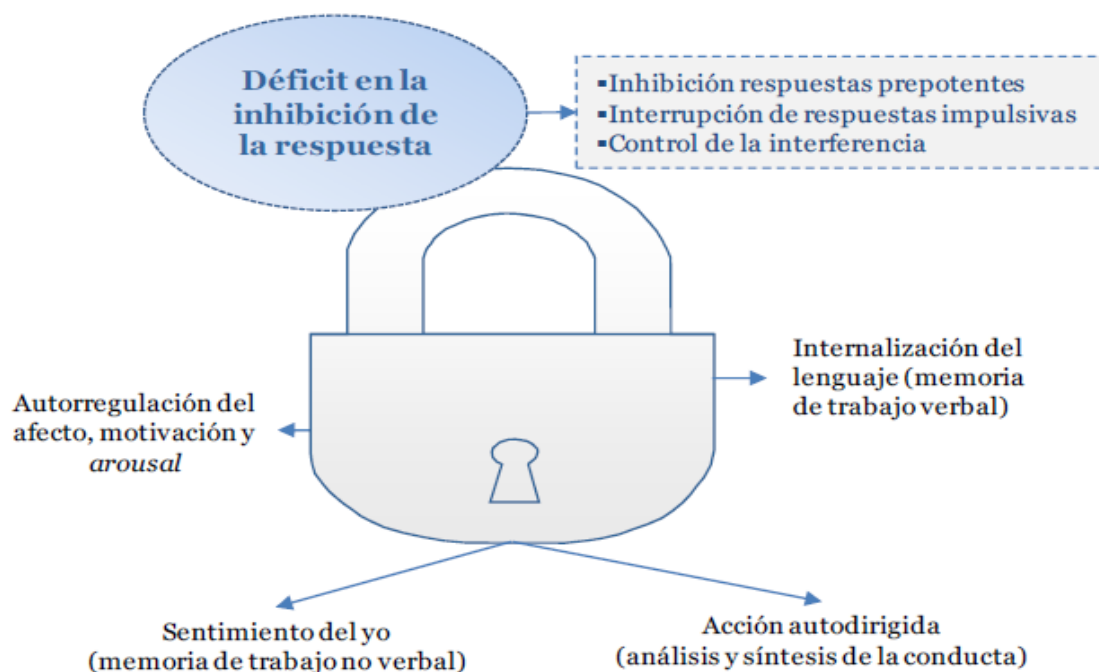 Déficit en la
inhibición de
la respuesta
▪Inhibición respuestas prepotentes
▪Interrupción de respuestas impulsivas
▪Control de la interferencia
Internalización del
lenguaje (memoria
de trabajo verbal)
Autorregulación del
afecto, motivación y
arousal
Sentimiento del yo
(memoria de trabajo no verbal)
Acción autodirigida
(análisis y síntesis de la conducta)